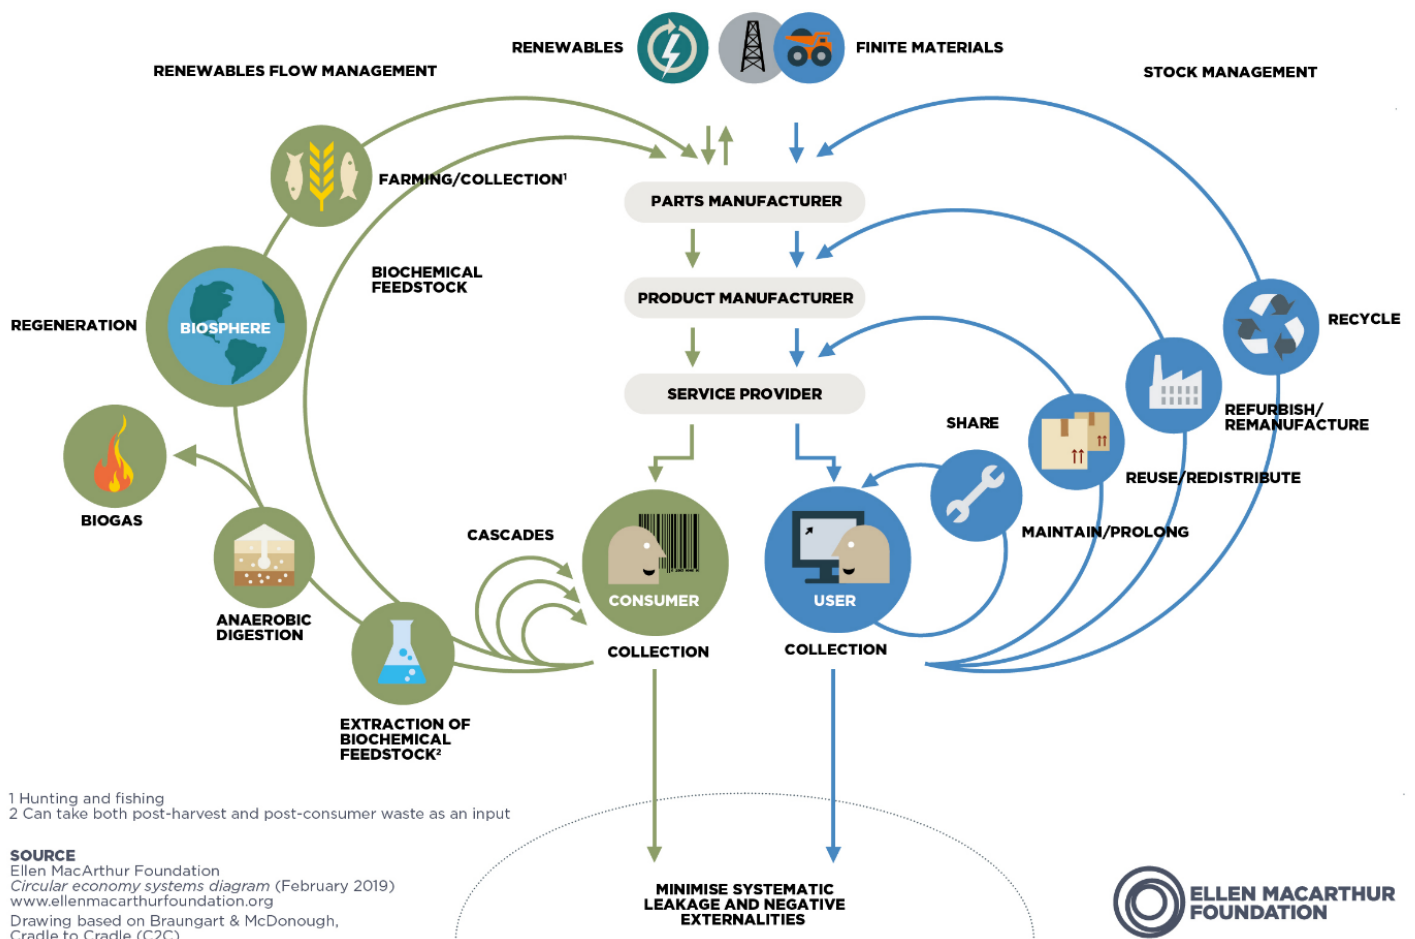 RENEWABLES
FINITE MATERIALS
RENEWABLES FLOW MANAGEMENT
STOCK MANAGEMENT
FARMING/COLLECTION¹
PARTS MANUFACTURER
BIOCHEMICAL
FEEDSTOCK
PRODUCT MANUFACTURER
REGENERATION
BIOSPHERE
RECYCLE
SERVICE PROVIDER
SHARE
REFURBISH/
REMANUFACTURE
REUSE/REDISTRIBUTE
BIOGAS
CASCADES
MAINTAIN/PROLONG
CONSUMER
USER
ANAEROBIC
DIGESTION
COLLECTION
COLLECTION
EXTRACTION OF
BIOCHEMICAL
FEEDSTOCK²
1 Hunting and fishing
2 Can take both post-harvest and post-consumer waste as an input
SOURCE
Ellen MacArthur Foundation
Circular economy systems diagram (February 2019)
www.ellenmacarthurfoundation.org
Drawing based on Braungart & McDonough,
Cradle to Cradle (C2C)
MINIMISE SYSTEMATIC
LEAKAGE AND NEGATIVE
EXTERNALITIES
ELLEN MACARTHUR
FOUNDATION